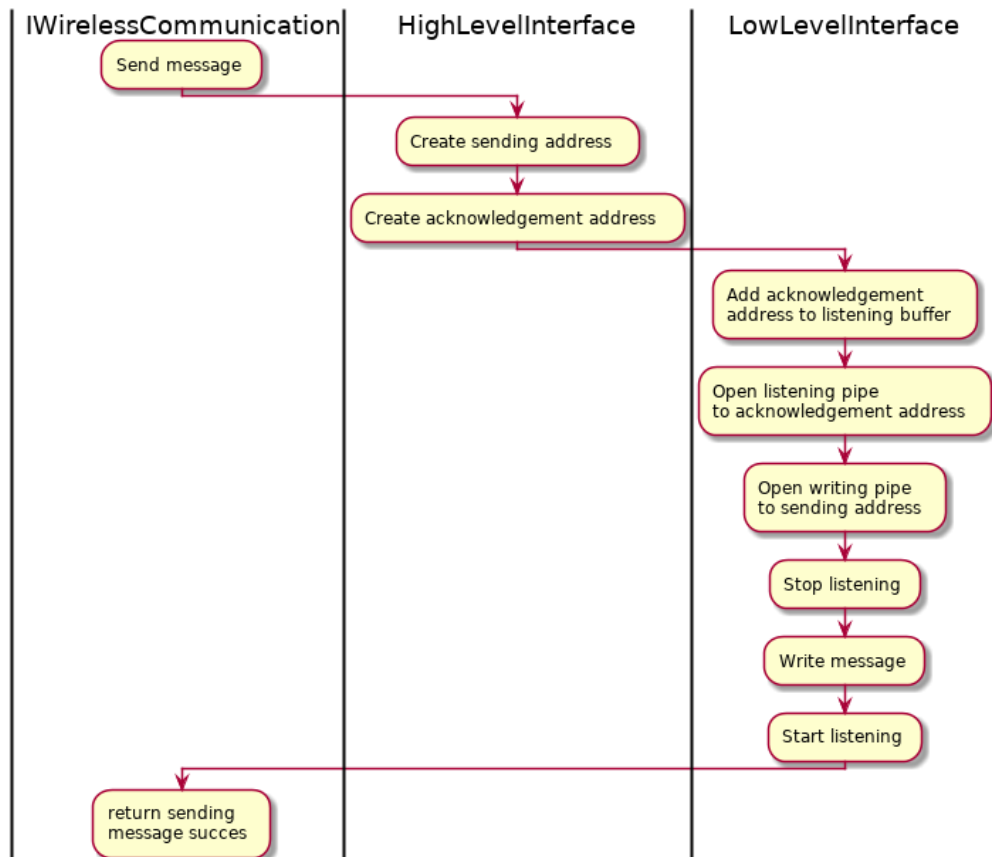 IWirelessCommunication
HighLevelInterface
LowLevelInterface
Send message
Create sending address
Create acknowledgement address
Add acknowledgement
address to listening buffer
Open listening pipe
to acknowledgement address
Open writing pipe
to sending address
Stop listening
Write message
Start listening
return sending
message succes